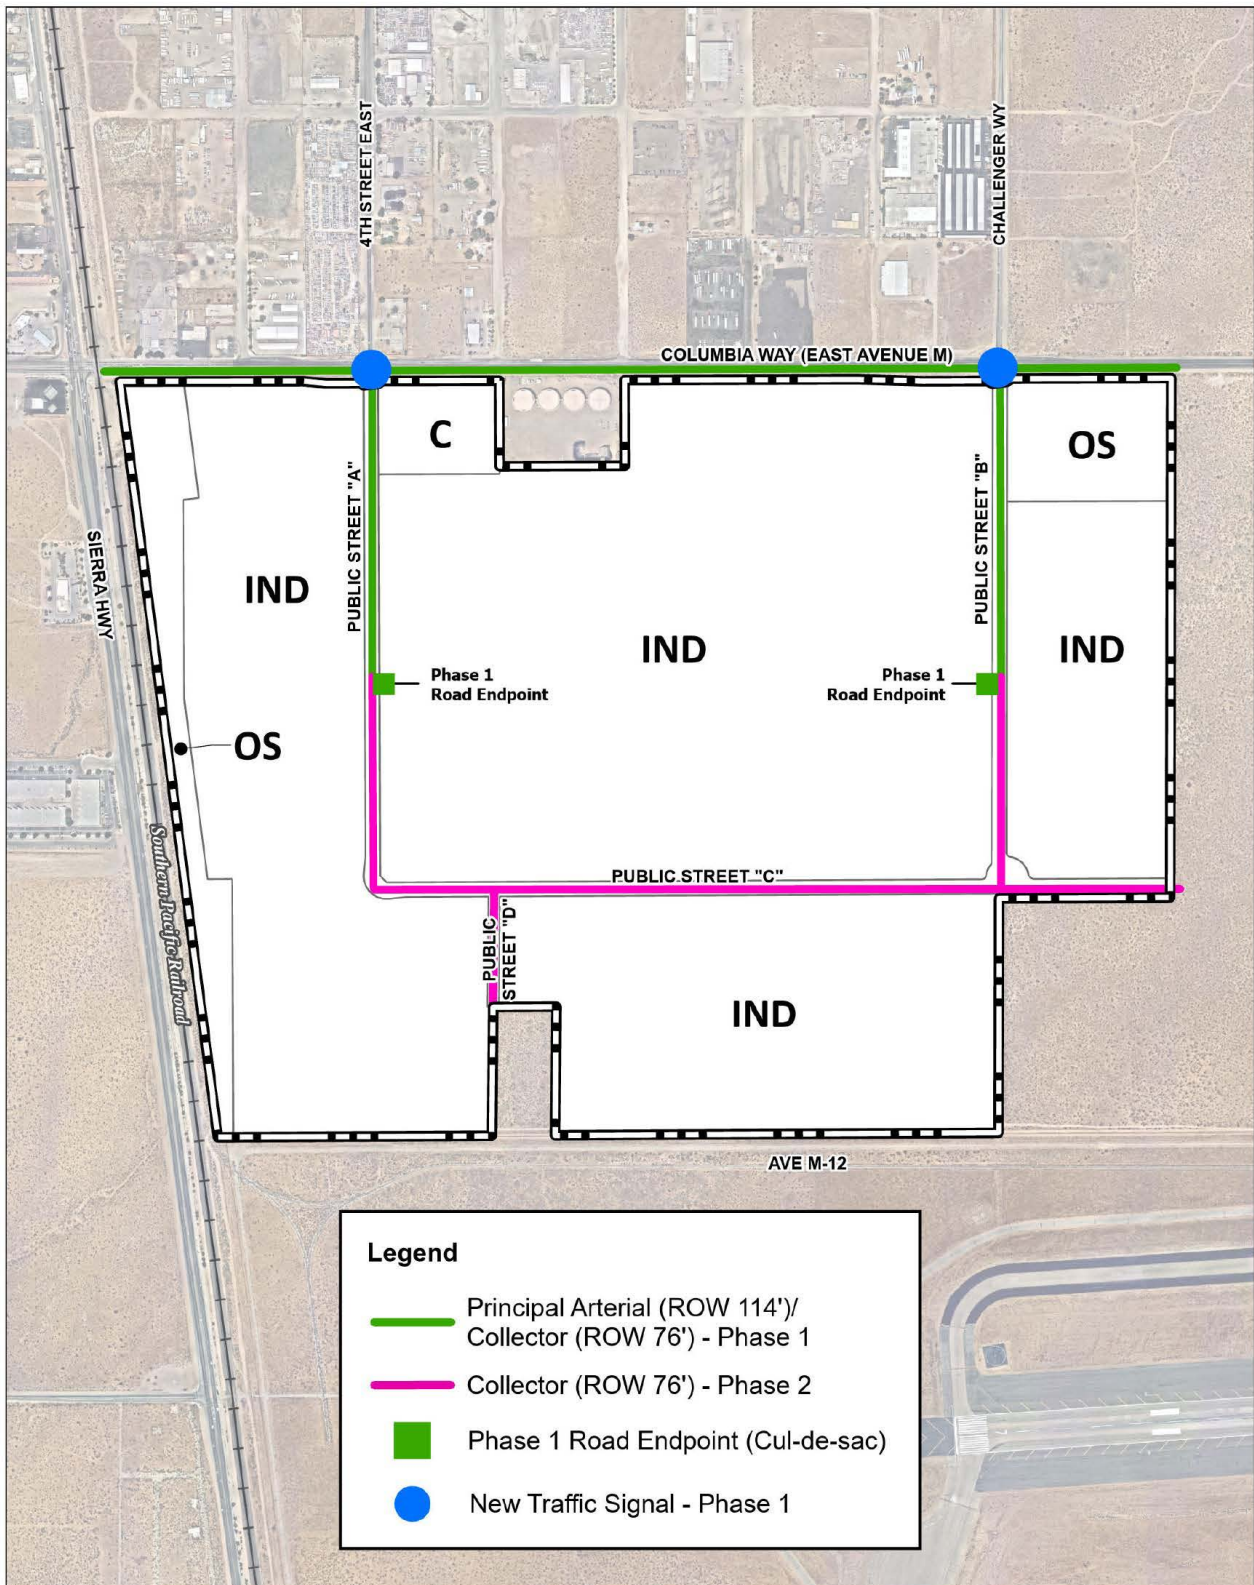 4TH STREET EAST
CHALLENGER WY
COLUMBIA WAY (EAST AVENUE M)
C
OS
PUBLIC STREET "A"
PUBLIC STREET "B"
SIERRA HWY
IND
IND
IND
Phase 1
Road Endpoint
Phase 1
Road Endpoint
OS
Southern Pacific Railroad
PUBLIC STREET "C"
PUBLIC
STREET "D"
IND
AVE M-12
Legend
Principal Arterial (ROW 114')/
Collector (ROW 76') - Phase 1
Collector (ROW 76') - Phase 2
Phase 1 Road Endpoint (Cul-de-sac)
New Traffic Signal - Phase 1